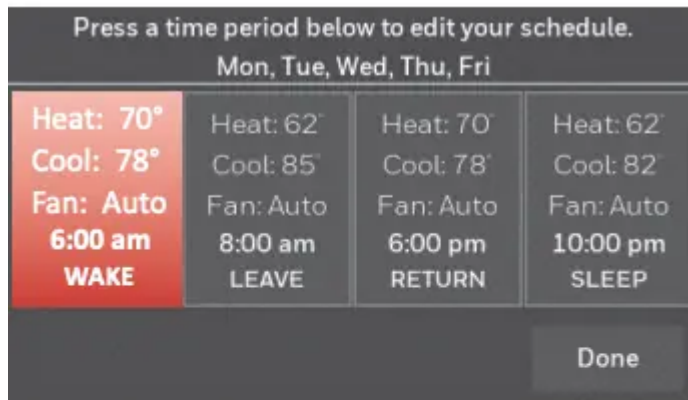 Press a time period below to edit your schedule.
Mon, Tue, Wed, Thu, Fri
Heat: 70°
Cool: 78°
Fan: Auto
6:00 am
WAKE
Heat: 62°
Cool: 85°
Fan: Auto
8:00 am
LEAVE
Heat: 70°
Cool: 78°
Fan: Auto
6:00 pm
RETURN
Heat: 62°
Cool: 82°
Fan: Auto
10:00 pm
SLEEP
Done